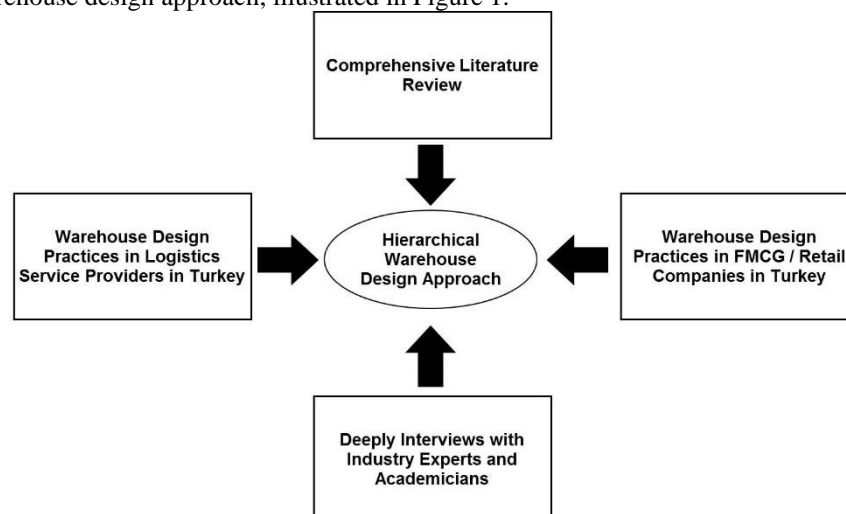 rehouse design approach, illustrated in Figure 1.
Comprehensive Literature
Review
Warehouse Design
Practices in Logistics
Service Providers in Turkey
Hierarchical
Warehouse
Design Approach
Warehouse Design
Practices in FMCG / Retail
Companies in Turkey
Deeply Interviews with
Industry Experts and
Academicians